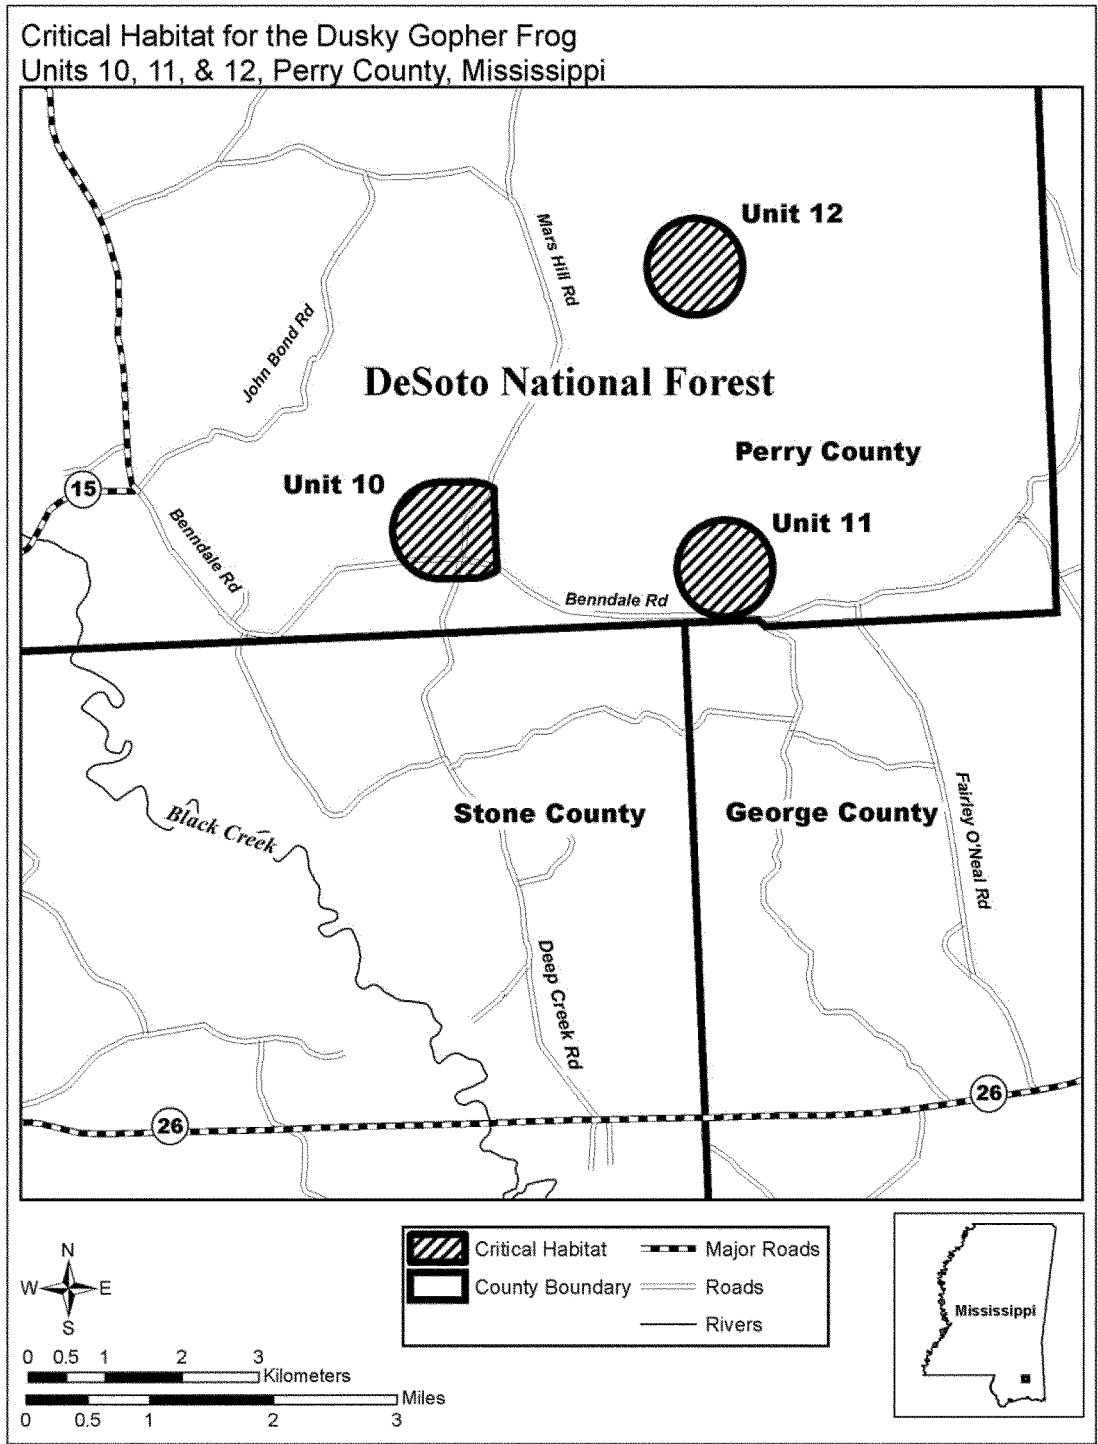 Critical Habitat for the Dusky Gopher Frog
Units 10, 11, & 12, Perry County, Mississippi
Unit 12
Mars Hill Rd
John Bond Rd
DeSoto National Forest
Perry County
Unit 10
15
Unit 11
Benndale Rd
Benndale Rd
Stone County
George County
Black Creek
Fairley O'Neal Rd
Deep Creek Rd
26
26
N
W E
S
Critical Habitat
County Boundary
Major Roads
Roads
Rivers
Mississippi
0 0.5 1 2 3
Kilometers
Miles
0 0.5 1 2 3